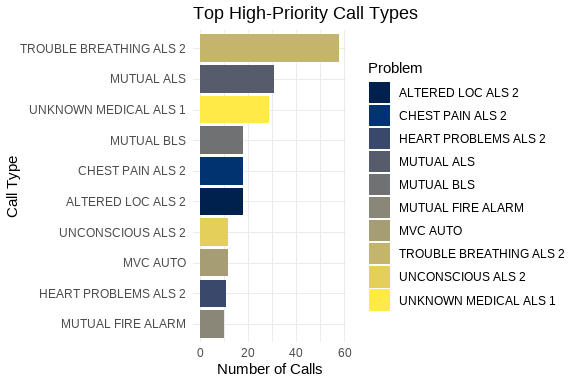 Top High-Priority Call Types
TROUBLE BREATHING ALS 2
MUTUAL ALS
UNKNOWN MEDICAL ALS 1
MUTUAL BLS
CHEST PAIN ALS 2
ALTERED LOC ALS 2
UNCONSCIOUS ALS 2
MVC AUTO
HEART PROBLEMS ALS 2
MUTUAL FIRE ALARM
Call Type
0 20 40 60
Number of Calls
Problem
ALTERED LOC ALS 2
CHEST PAIN ALS 2
HEART PROBLEMS ALS 2
MUTUAL ALS
MUTUAL BLS
MUTUAL FIRE ALARM
MVC AUTO
TROUBLE BREATHING ALS 2
UNCONSCIOUS ALS 2
UNKNOWN MEDICAL ALS 1